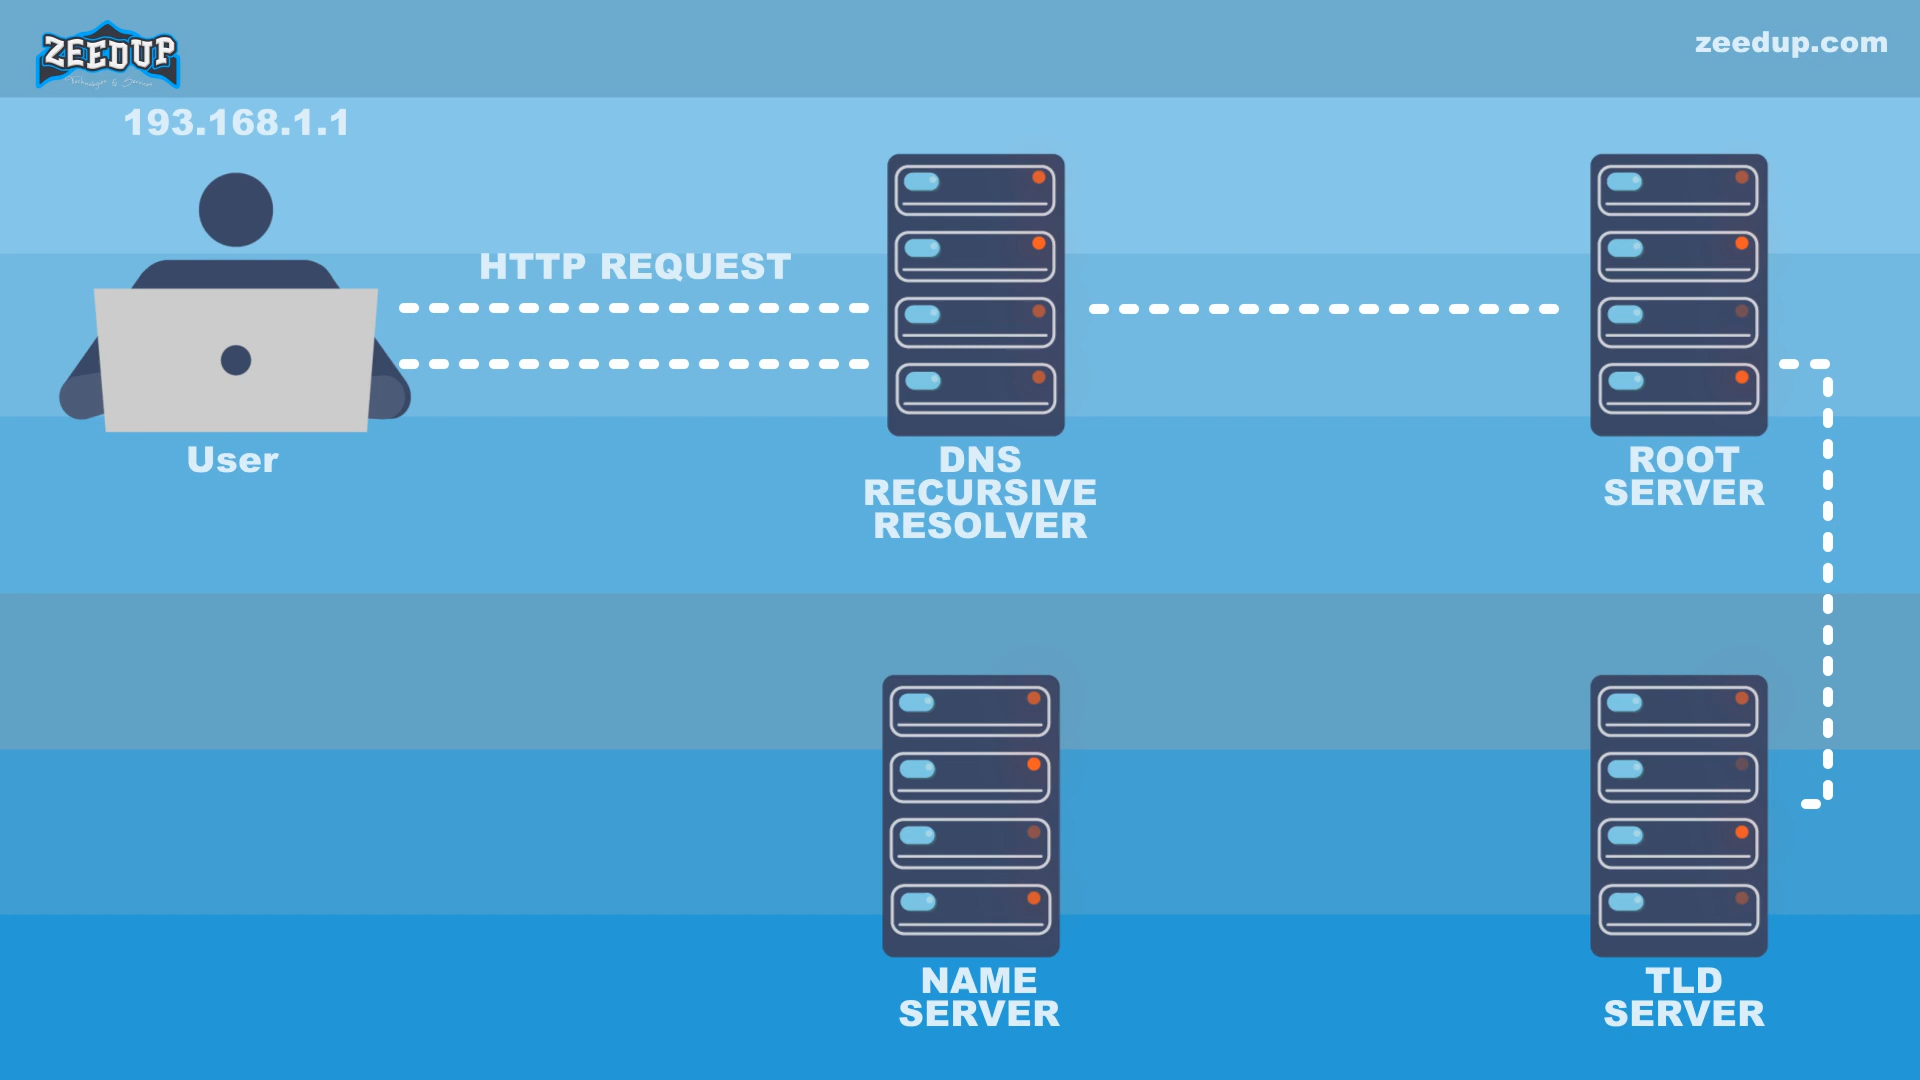 ZEEDUP
zeedup.com
193.168.1.1
HTTP REQUEST
User
DNS
RECURSIVE
RESOLVER
ROOT
SERVER
NAME
SERVER
TLD
SERVER